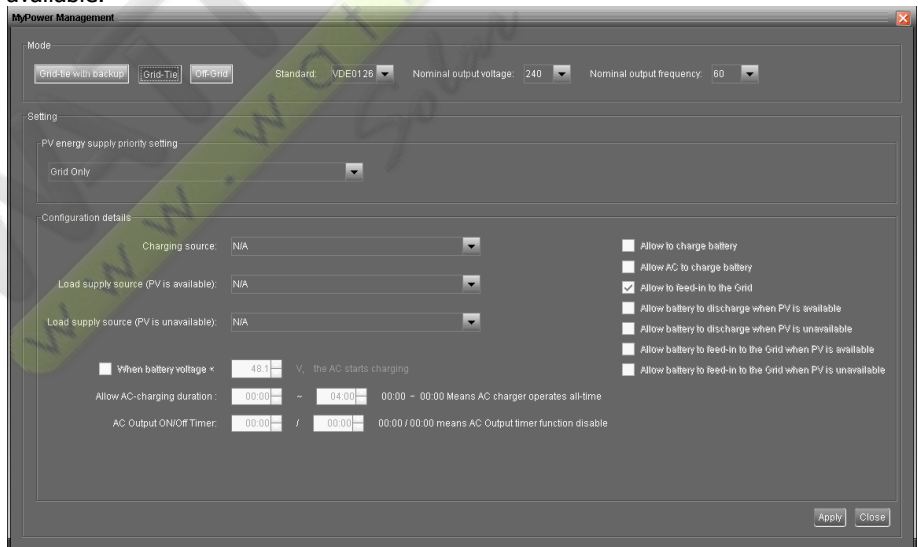 available.
MyPower Management
Mode
Grid-tie with backup Grid-Tie Off-Grid Standard: VDE0126 Nominal output voltage: 240 Nominal output frequency: 60
Setting
PV energy supply priority setting
Grid Only
Configuration details
Charging source: N/A
Load supply source (PV is available): N/A
Load supply source (PV is unavailable): N/A
When battery voltage < 48.1 V, the AC starts charging
Allow AC-charging duration : 00:00 ~ 04:00 00:00 ~ 00:00 Means AC charger operates all-time
AC Output ON/Off Timer: 00:00 / 00:00 00:00 / 00:00 means AC Output timer function disable
Allow to charge battery
Allow AC to charge battery
Allow to feed-in to the Grid
Allow battery to discharge when PV is available
Allow battery to discharge when PV is unavailable
Allow battery to feed-in to the Grid when PV is available
Allow battery to feed-in to the Grid when PV is unavailable
Apply Close